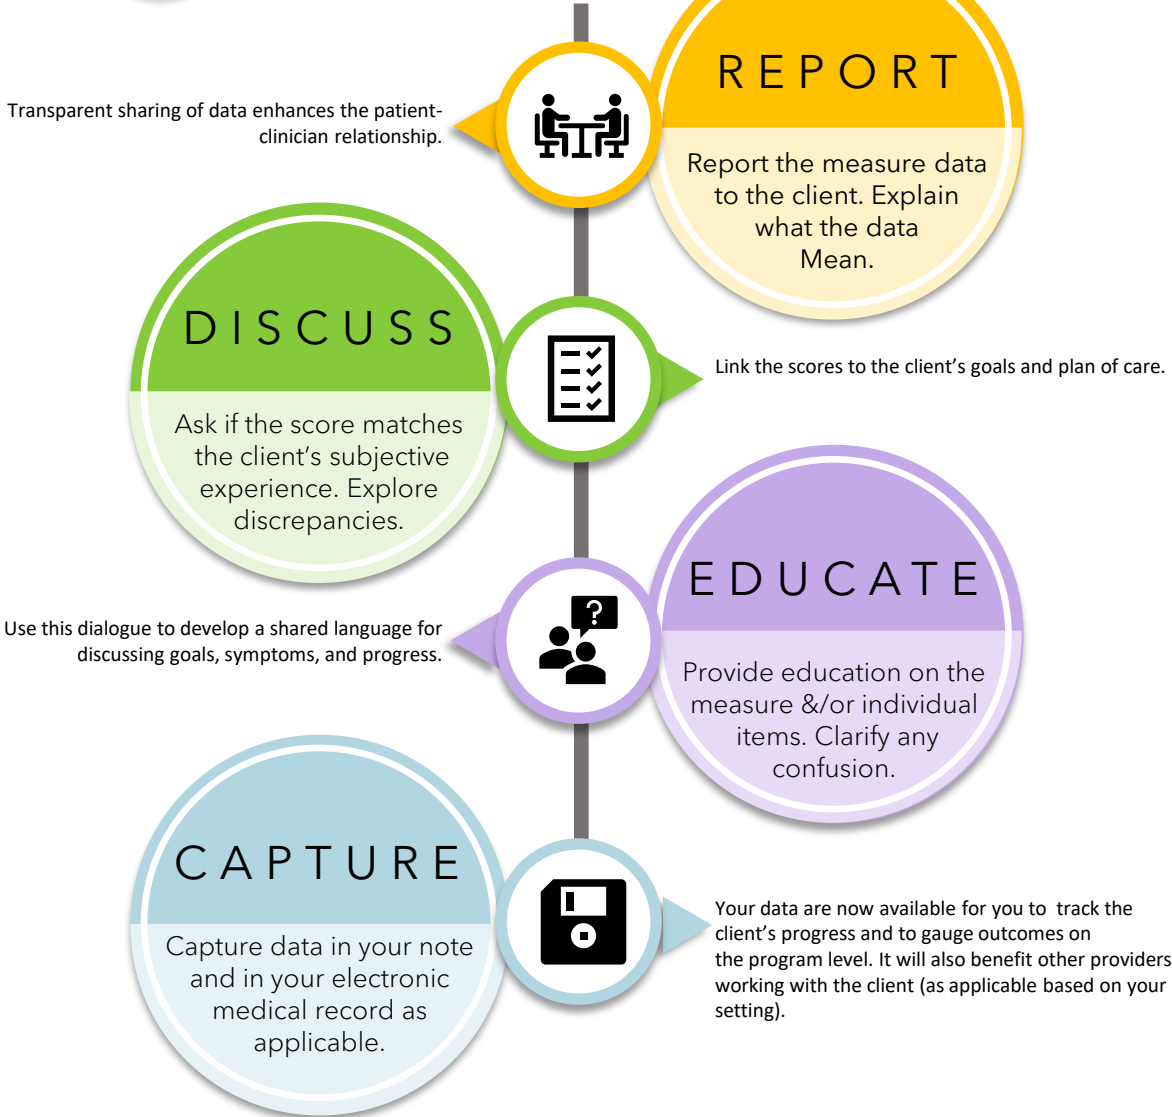 REPORT
Transparent sharing of data enhances the patient-
clinician relationship.
Report the measure data
to the client. Explain
what the data
Mean.
DISCUSS
Ask if the score matches
the client’s subjective
experience. Explore
discrepancies.
Link the scores to the client’s goals and plan of care.
EDUCATE
?
Use this dialogue to develop a shared language for
discussing goals, symptoms, and progress.
Provide education on the
measure &/or individual
items. Clarify any
confusion.
CAPTURE
Capture data in your note
and in your electronic
medical record as
applicable.
Your data are now available for you to  track the
client’s progress and to gauge outcomes on
the program level. It will also benefit other providers
working with the client (as applicable based on your
setting).